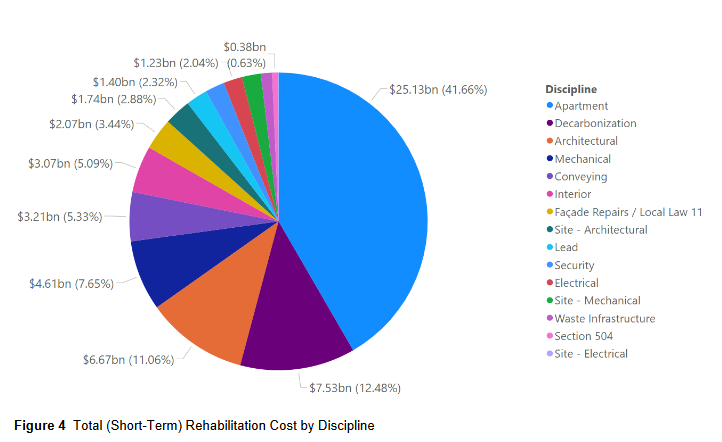 $0.38bn
$1.23bn (2.04%) (0.63%)
$1.40bn (2.32%)
$1.74bn (2.88%)
$2.07bn (3.44%)
$3.07bn (5.09%)
$3.21bn (5.33%)
$4.61bn (7.65%)
$6.67bn (11.06%)
$7.53bn (12.48%)
$25.13bn (41.66%)
Discipline
Apartment
Decarbonization
Architectural
Mechanical
Conveying
Interior
Façade Repairs / Local Law 11
Site - Architectural
Lead
Security
Electrical
Site - Mechanical
Waste Infrastructure
Section 504
Site - Electrical
Figure 4 Total (Short-Term) Rehabilitation Cost by Discipline